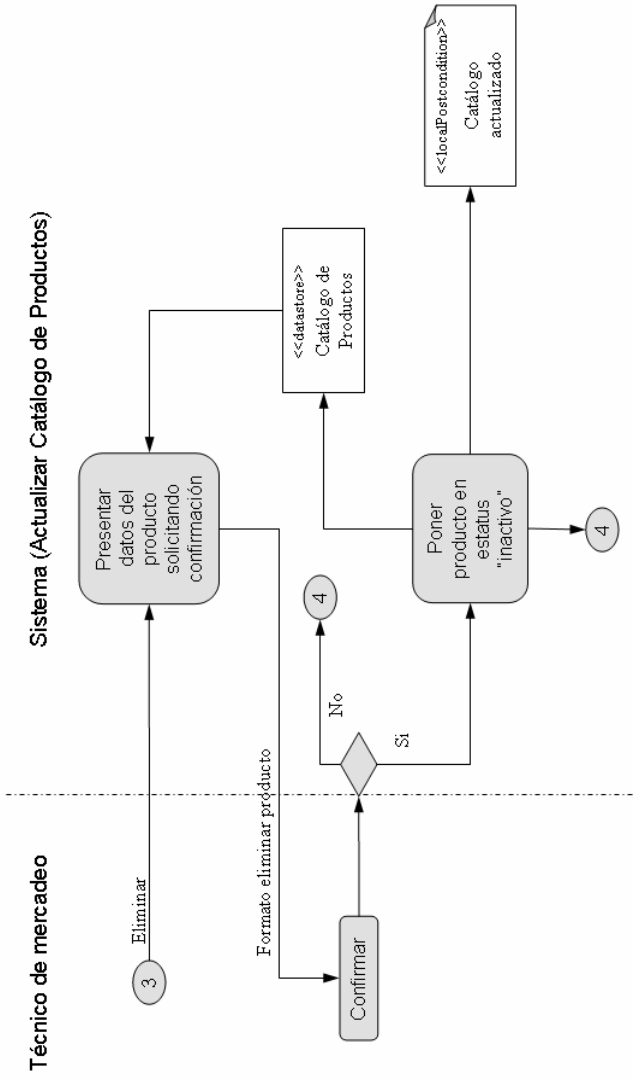 Técnico de mercadeo
Sistema (Actualizar Catálogo de Productos)
3
Eliminar
Presentar
datos del
producto
solicitando
confirmación
Formato eliminar producto
<<datastore>>
Catálogo de
Productos
Confirmar
No
4
Si
Poner
producto en
estatus
"inactivo"
4
<<localPostcondition>>
Catálogo
actualizado